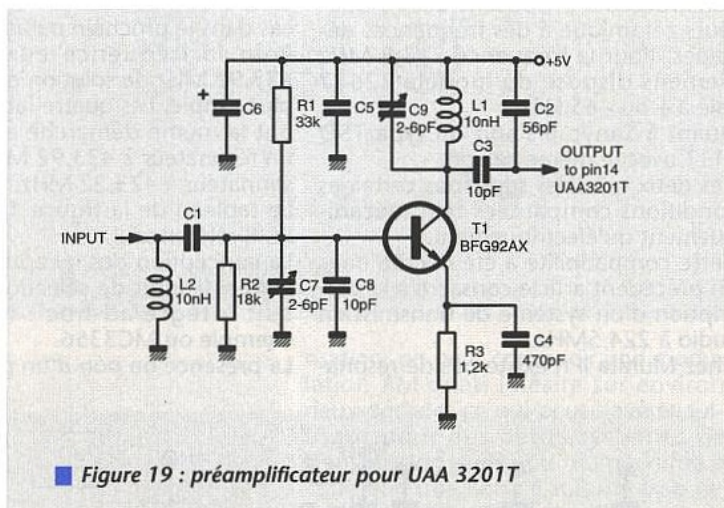 +5V
+
C6
R1
33k
C5
C9
2-6pF
L1
10nH
C2
56pF
C3
10pF
OUTPUT
to pin14
UAA3201T
C1
INPUT
T1
BFG92AX
L2
10nH
R2
18k
C7
2-6pF
C8
10pF
R3
1,2k
C4
470pF
Figure 19 : préamplificateur pour UAA 3201T